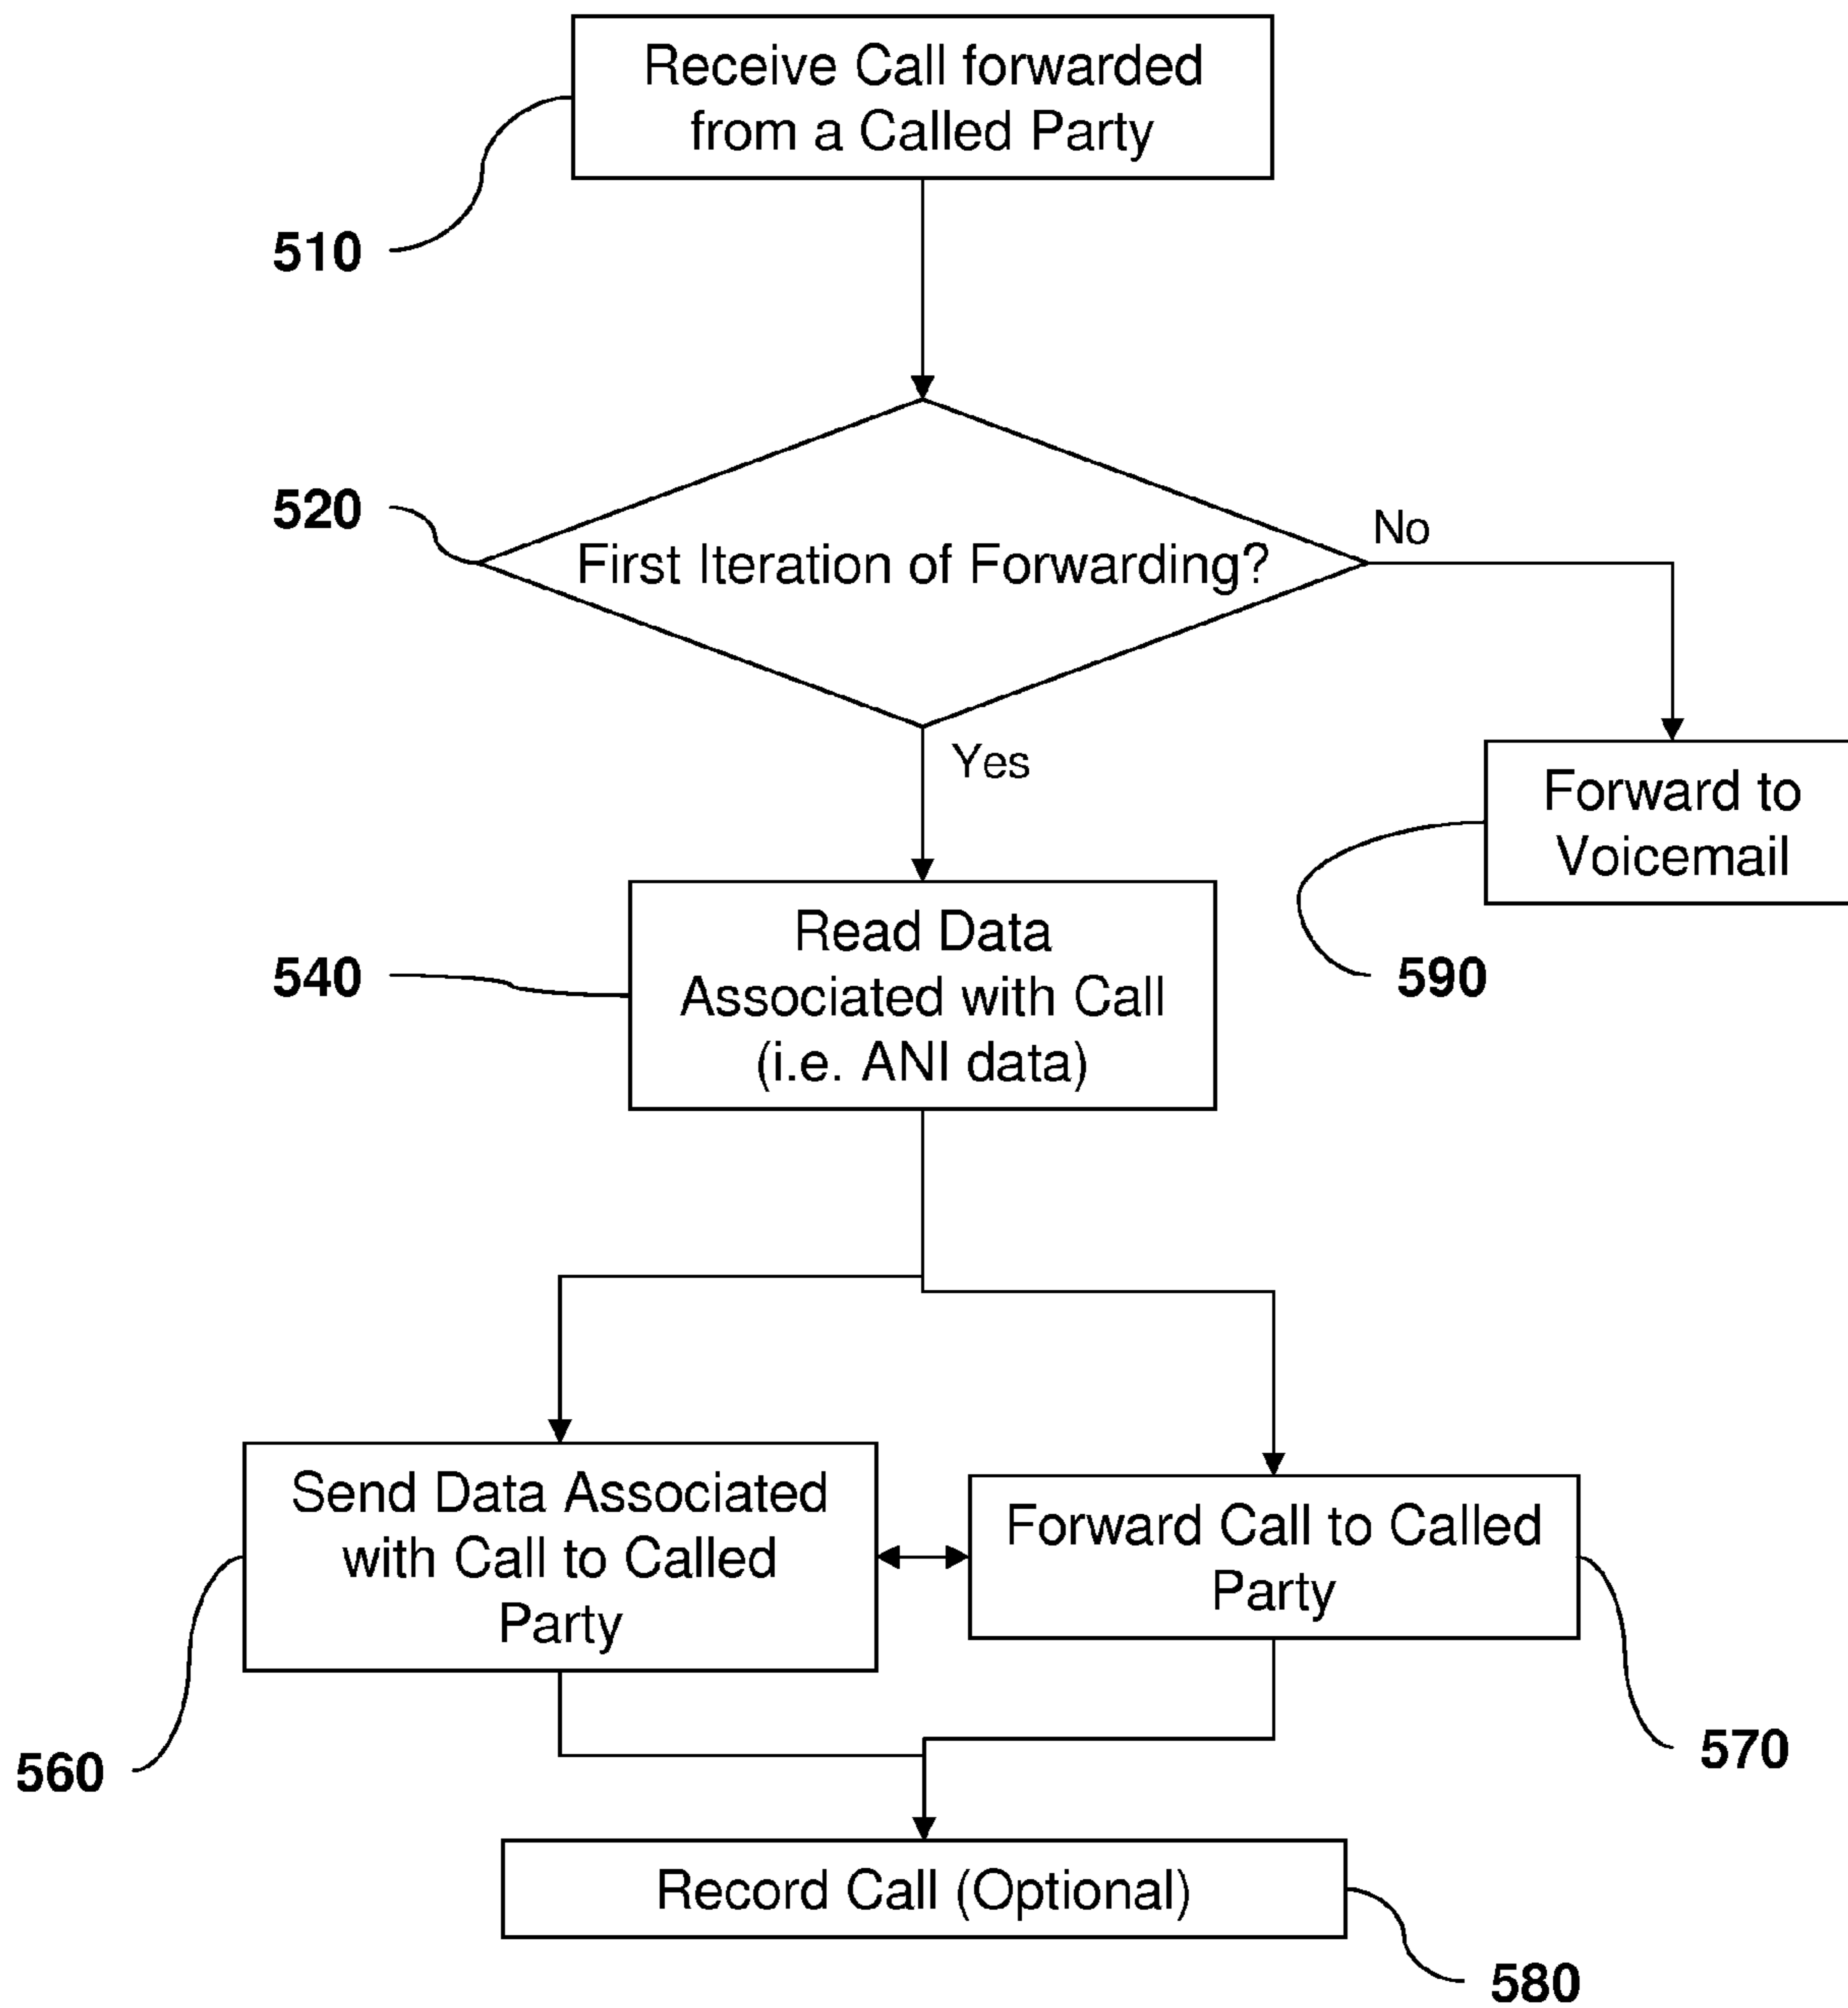 Receive Call forwarded
from a Called Party
510
520
First Iteration of Forwarding?
No
Yes
Forward to
Voicemail
590
540
Read Data
Associated with Call
(i.e. ANI data)
Send Data Associated
with Call to Called
Party
Forward Call to Called
Party
560
570
Record Call (Optional)
580